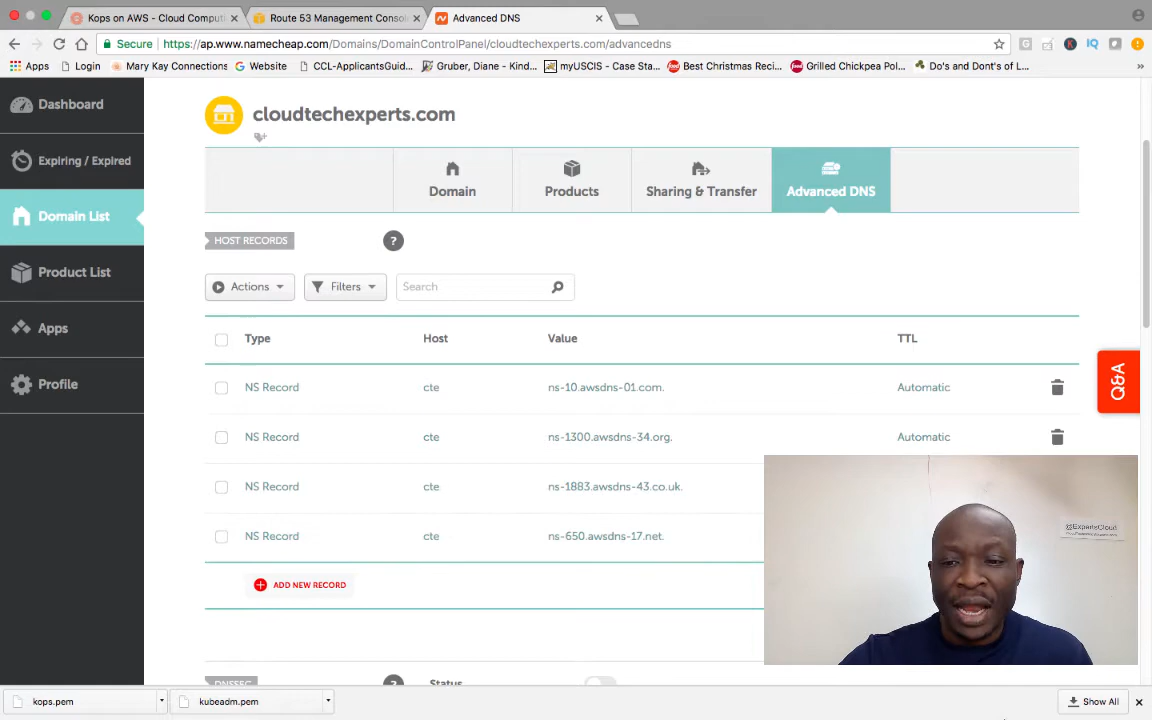 Kops on AWS - Cloud Computi
Route 53 Management Conso
Advanced DNS
Secure
https://ap.www.namecheap.com/Domains/DomainControlPanel/cloudtechexperts.com/advancedns
Apps
Login
Mary Kay Connections
Website
CCL-ApplicantsGuid...
Gruber, Diane - Kind...
myUSCIS - Case Sta...
Best Christmas Reci...
Grilled Chickpea Pol...
Do's and Dont's of L...
Dashboard
Expiring / Expired
Domain List
Product List
Apps
Profile
cloudtechexperts.com
Domain
Products
Sharing & Transfer
Advanced DNS
HOST RECORDS
?
Actions
Filters
Search
Type Host Value TTL
NS Record cte ns-10.awsdns-01.com. Automatic
NS Record cte ns-1300.awsdns-34.org. Automatic
NS Record cte ns-1883.awsdns-43.co.uk.
NS Record cte ns-650.awsdns-17.net.
ADD NEW RECORD
DNSSEC
?
Status
Q&A
@ExpertsCloud
kops.pem
kubeadm.pem
Show All